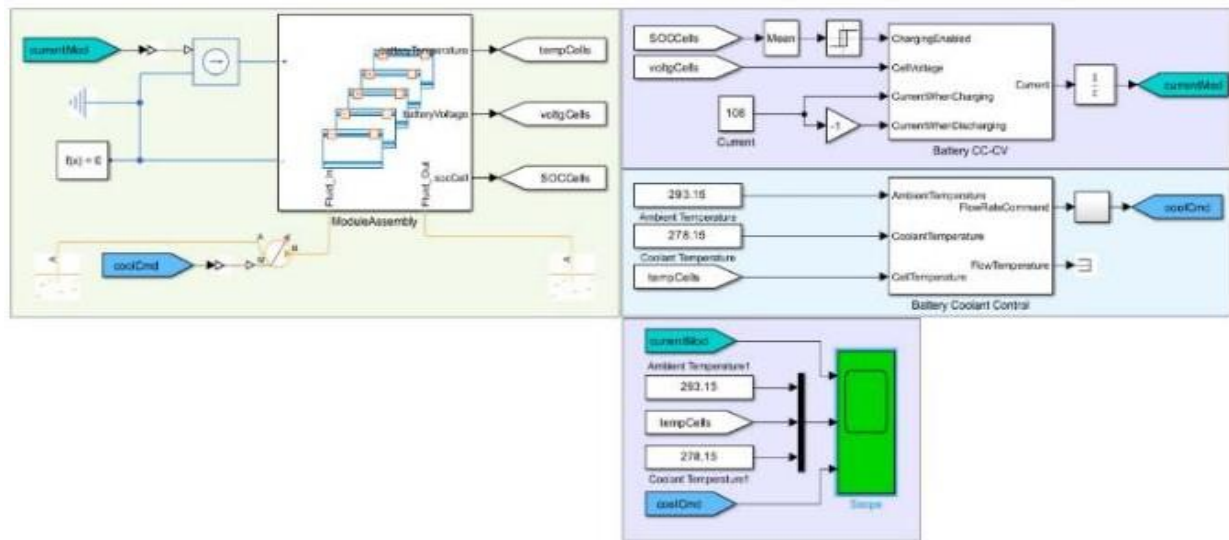 currentMod
batteryTemperature
tempCells
batteryVoltage
voltgCells
f(x) = 0
socCell
SOCCells
Fluid_In
Fluid_Out
ModuleAssembly
A
B
coolCmd
A
A
SOCCells
Mean
ChargingEnabled
voltgCells
CellVoltage
Current
currentMod
CurrentWhenCharging
106
-1
CurrentWhenDischarging
Current
Battery CC-CV
293.15
AmbientTemperature
FlowRateCommand
coolCmd
Ambient Temperature
278.15
CoolantTemperature
Coolant Temperature
FlowTemperature
tempCells
CellTemperature
Battery Coolant Control
currentMod
Ambient Temperature1
293.15
tempCells
278.15
Coolant Temperature1
coolCmd
Scope